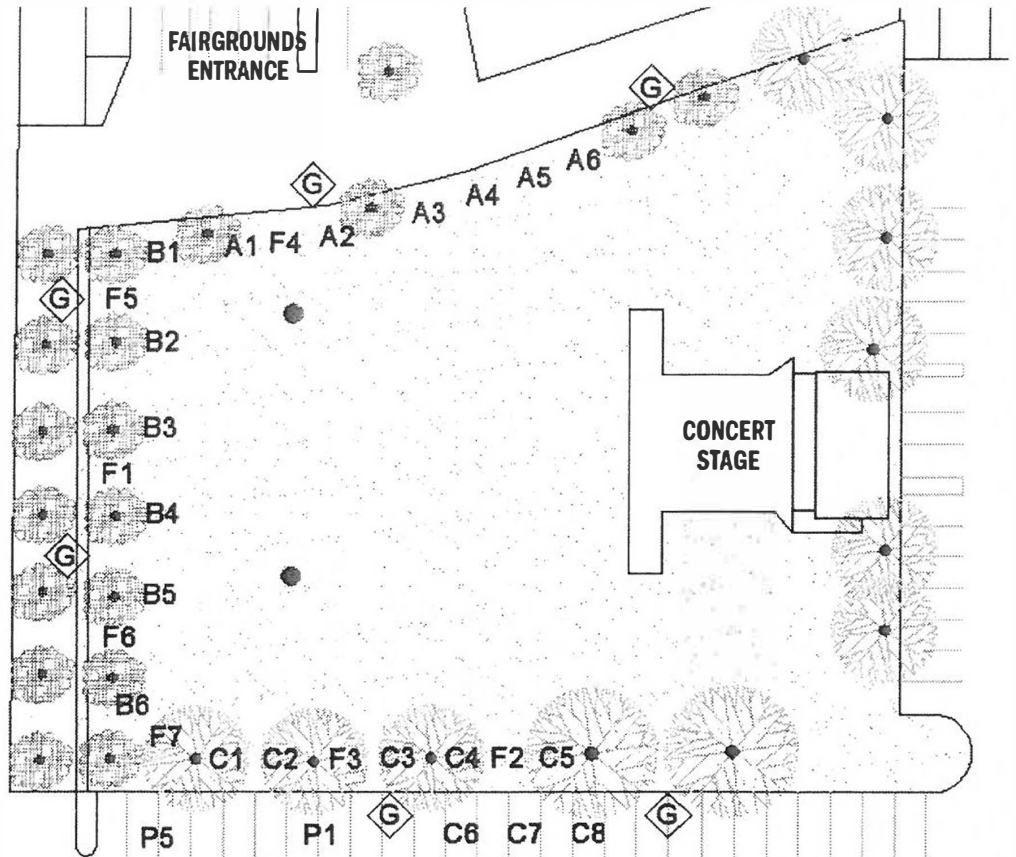 FAIRGROUNDS
ENTRANCE
G
A6
A5
A4
G
A3
A2
F4
A1
B1
G
F5
B2
B3
F1
B4
G
B5
F6
B6
F7
CONCERT
STAGE
C1 C2 F3 C3 C4 F2 C5
G G
P5 P1 C6 C7 C8